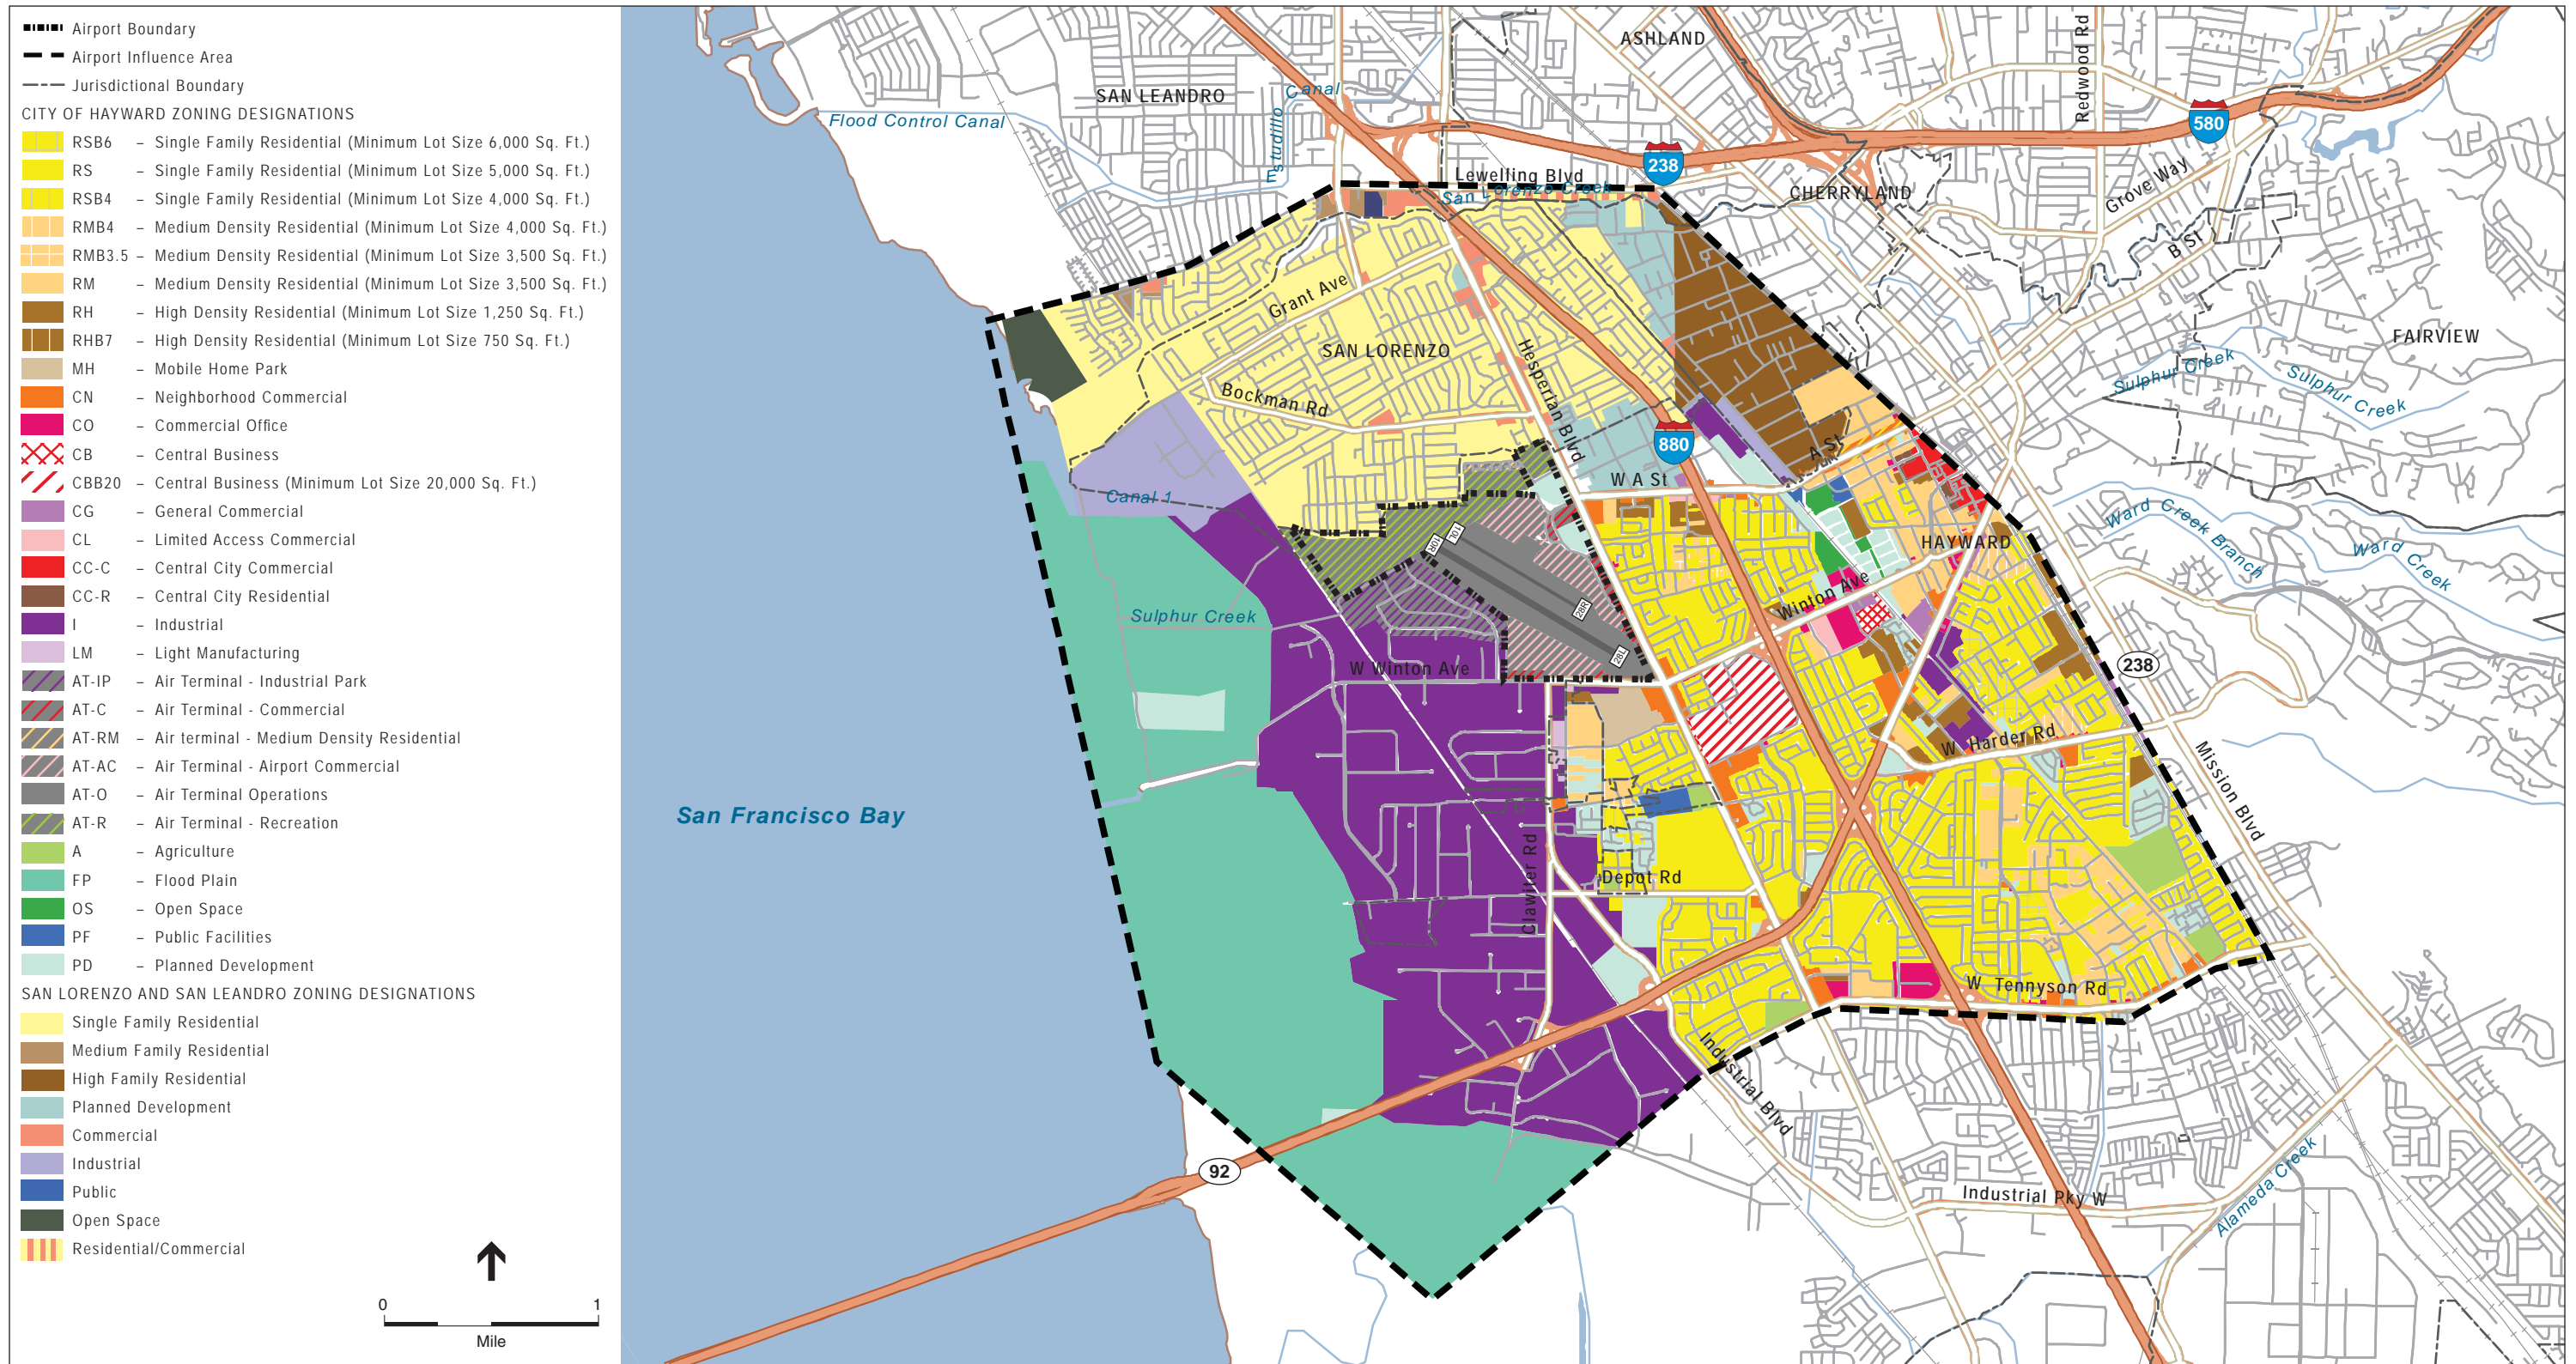 Airport Boundary
Airport Influence Area
Jurisdictional Boundary
CITY OF HAYWARD ZONING DESIGNATIONS
RSB6 – Single Family Residential (Minimum Lot Size 6,000 Sq. Ft.)
RS – Single Family Residential (Minimum Lot Size 5,000 Sq. Ft.)
RSB4 – Single Family Residential (Minimum Lot Size 4,000 Sq. Ft.)
RMB4 – Medium Density Residential (Minimum Lot Size 4,000 Sq. Ft.)
RMB3.5 – Medium Density Residential (Minimum Lot Size 3,500 Sq. Ft.)
RM – Medium Density Residential (Minimum Lot Size 3,500 Sq. Ft.)
RH – High Density Residential (Minimum Lot Size 1,250 Sq. Ft.)
RHB7 – High Density Residential (Minimum Lot Size 750 Sq. Ft.)
MH – Mobile Home Park
CN – Neighborhood Commercial
CO – Commercial Office
CB – Central Business
CBB20 – Central Business (Minimum Lot Size 20,000 Sq. Ft.)
CG – General Commercial
CL – Limited Access Commercial
CC-C – Central City Commercial
CC-R – Central City Residential
I – Industrial
LM – Light Manufacturing
AT-IP – Air Terminal - Industrial Park
AT-C – Air Terminal - Commercial
AT-RM – Air terminal - Medium Density Residential
AT-AC – Air Terminal - Airport Commercial
AT-O – Air Terminal Operations
AT-R – Air Terminal - Recreation
A – Agriculture
FP – Flood Plain
OS – Open Space
PF – Public Facilities
PD – Planned Development
SAN LORENZO AND SAN LEANDRO ZONING DESIGNATIONS
Single Family Residential
Medium Family Residential
High Family Residential
Planned Development
Commercial
Industrial
Public
Open Space
Residential/Commercial
0 1
Mile
ASHLAND
Redwood Rd
SAN LEANDRO
Estudillo Canal
Flood Control Canal
580
238
Lewelling Blvd
San Lorenzo Creek
CHERRYLAND
Grove Way
B St
FAIRVIEW
Grant Ave
SAN LORENZO
Hesperian Blvd
Sulphur Creek
Sulphur Creek
Bockman Rd
880
A St
W A St
Canal 1
Ward Creek Branch
Ward Creek
10R
10L
HAYWARD
Sulphur Creek
28R
28L
Winton Ave
W Winton Ave
238
W Harder Rd
Mission Blvd
San Francisco Bay
Clawiter Rd
Depot Rd
W Tennyson Rd
Industrial Blvd
92
Industrial Pky W
Alameda Creek